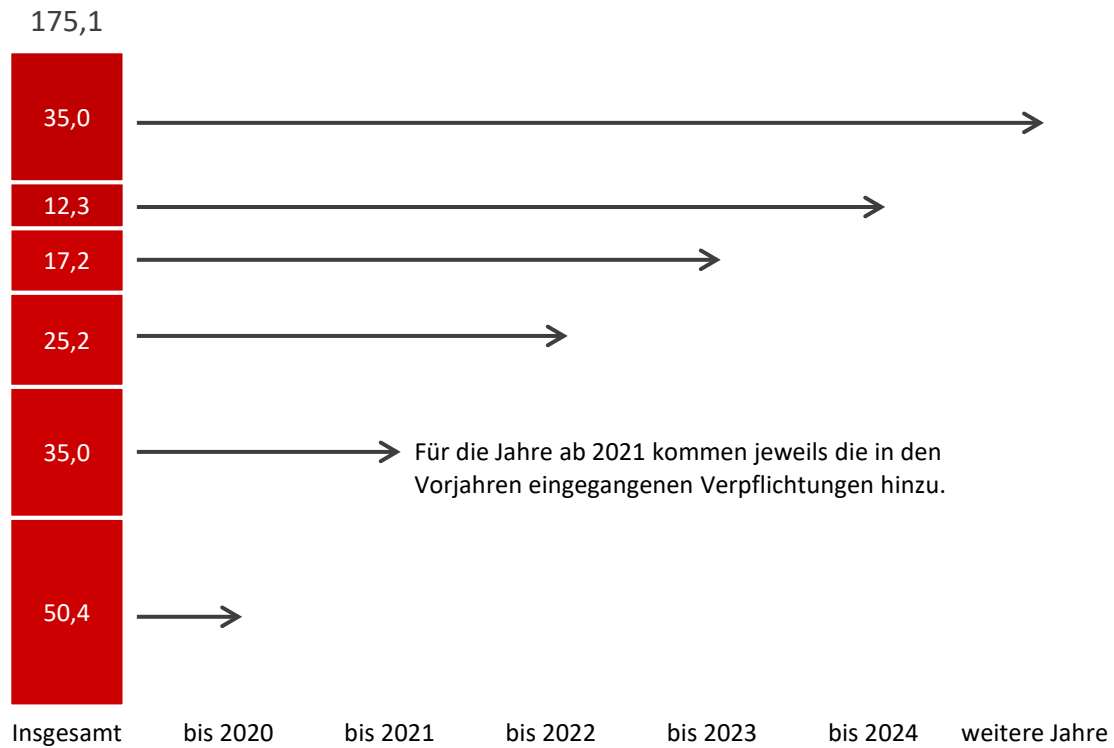 175,1
35,0
12,3
17,2
25,2
35,0
Für die Jahre ab 2021 kommen jeweils die in den
Vorjahren eingegangenen Verpflichtungen hinzu.
50,4
Insgesamt bis 2020 bis 2021 bis 2022 bis 2023 bis 2024 weitere Jahre